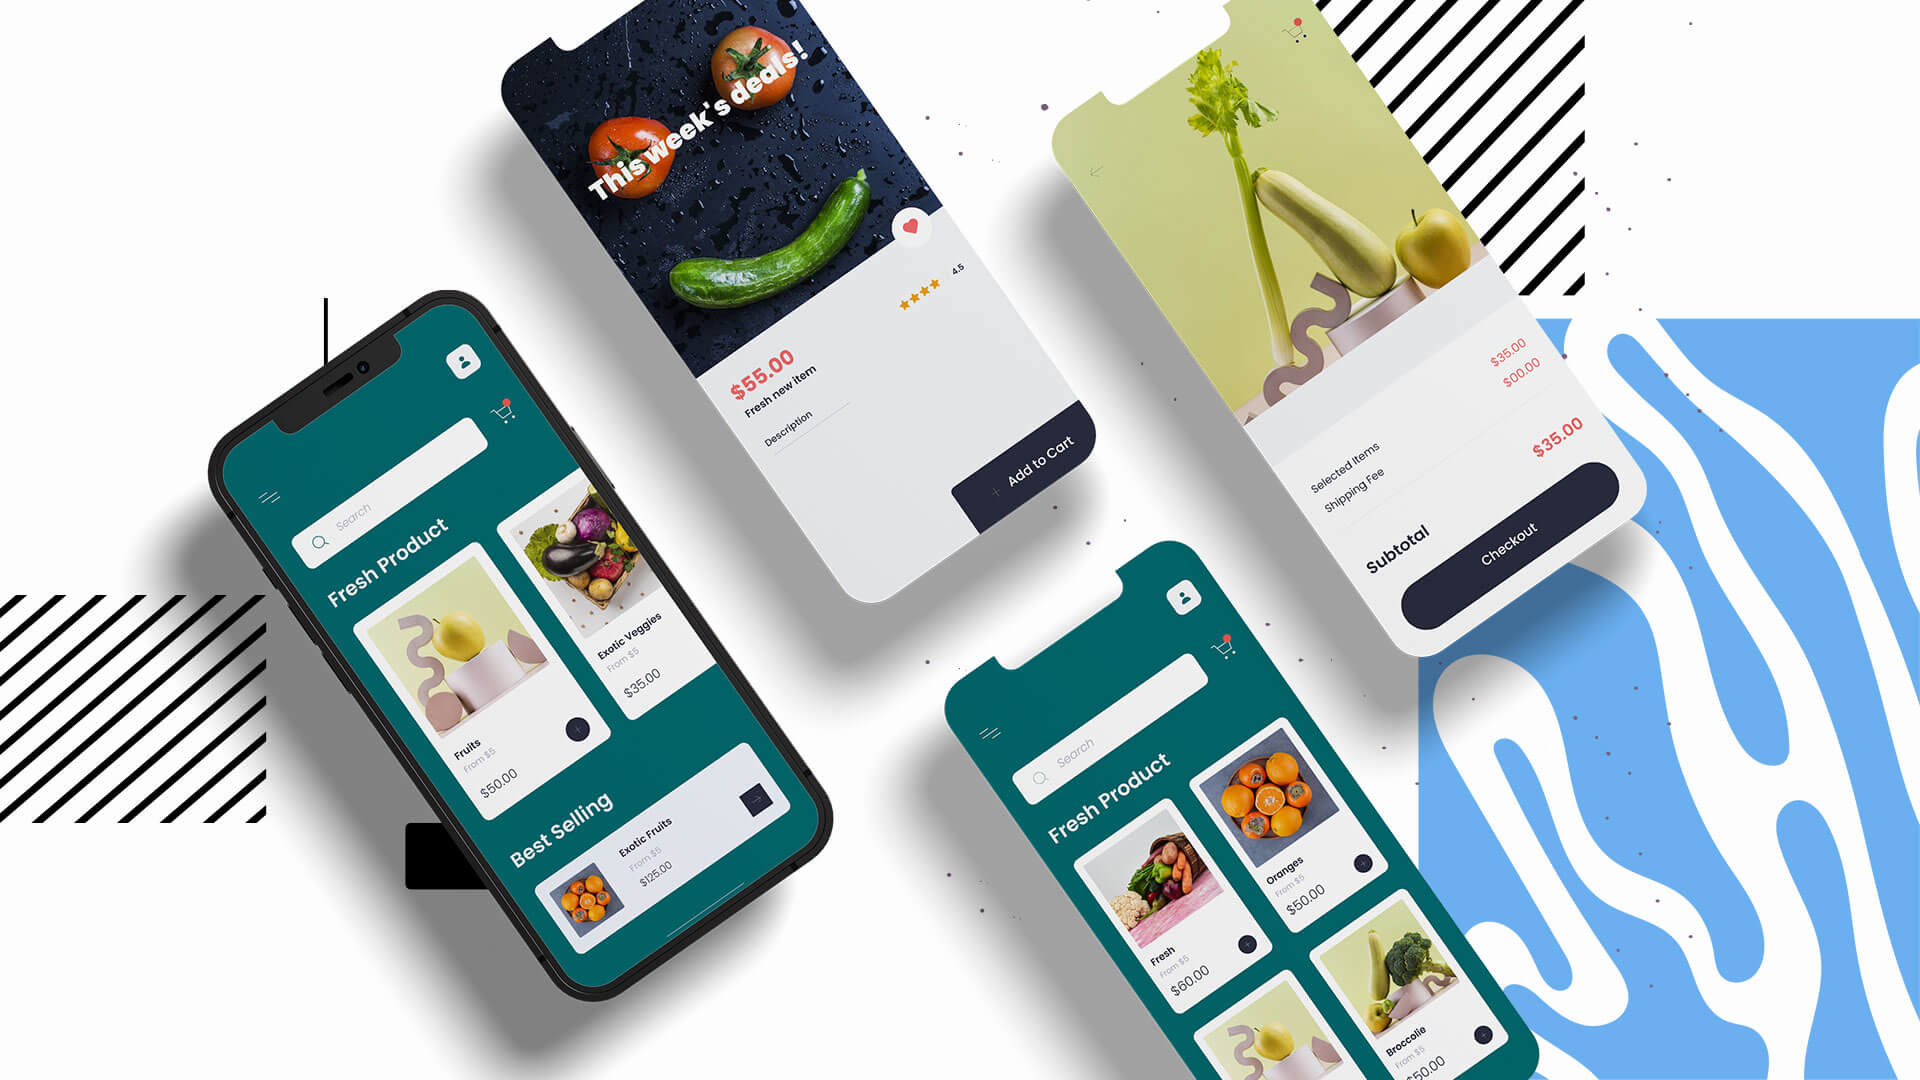 Search
Fresh Product
Fruits
From $5
$50.00
Exotic Veggies
From $5
$35.00
Best Selling
Exotic Fruits
From $5
$125.00
This week's deals!
4.5
$55.00
Fresh new item
Description
+ Add to Cart
Selected Items $35.00
Shipping Fee $00.00
Subtotal $35.00
Checkout
Search
Fresh Product
Fresh
From $5
$60.00
Oranges
From $5
$50.00
Broccolie
From $5
$50.00